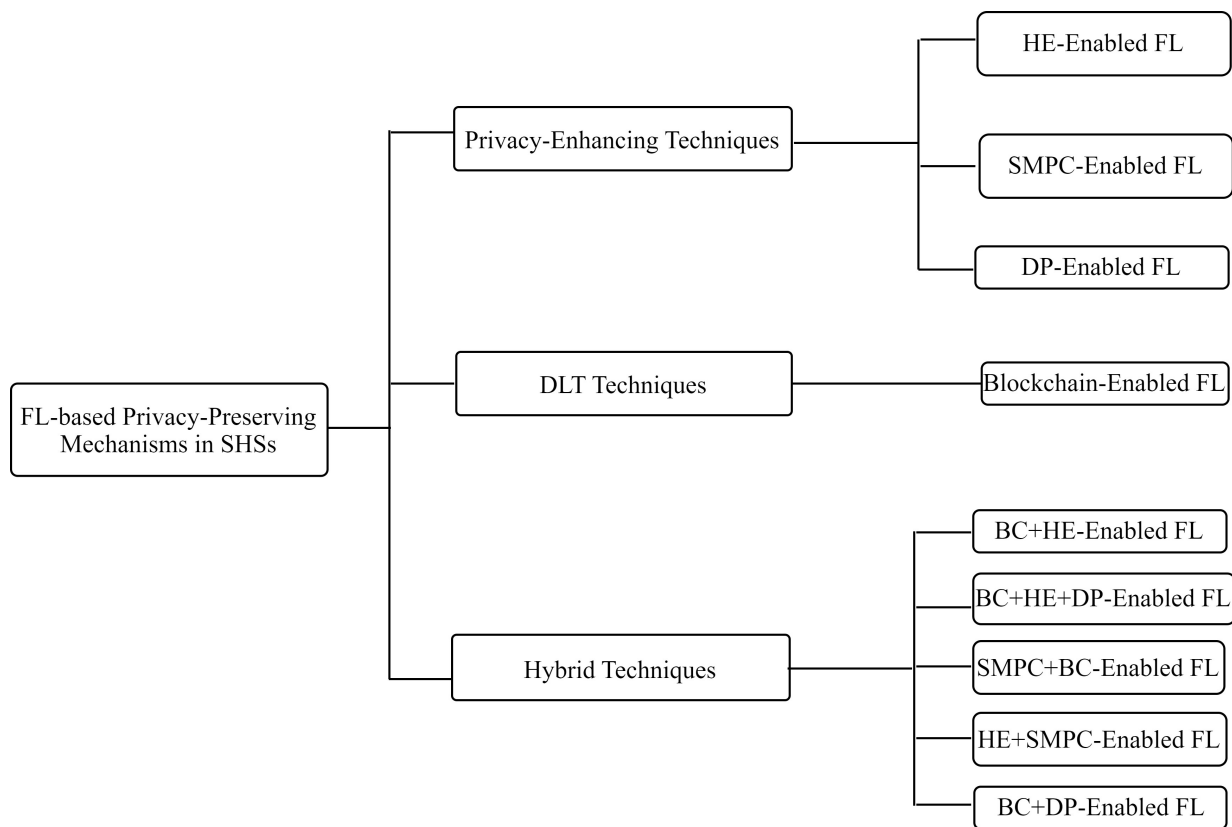 FL-based Privacy-Preserving
Mechanisms in SHSs
Privacy-Enhancing Techniques
HE-Enabled FL
SMPC-Enabled FL
DP-Enabled FL
DLT Techniques
Blockchain-Enabled FL
Hybrid Techniques
BC+HE-Enabled FL
BC+HE+DP-Enabled FL
SMPC+BC-Enabled FL
HE+SMPC-Enabled FL
BC+DP-Enabled FL